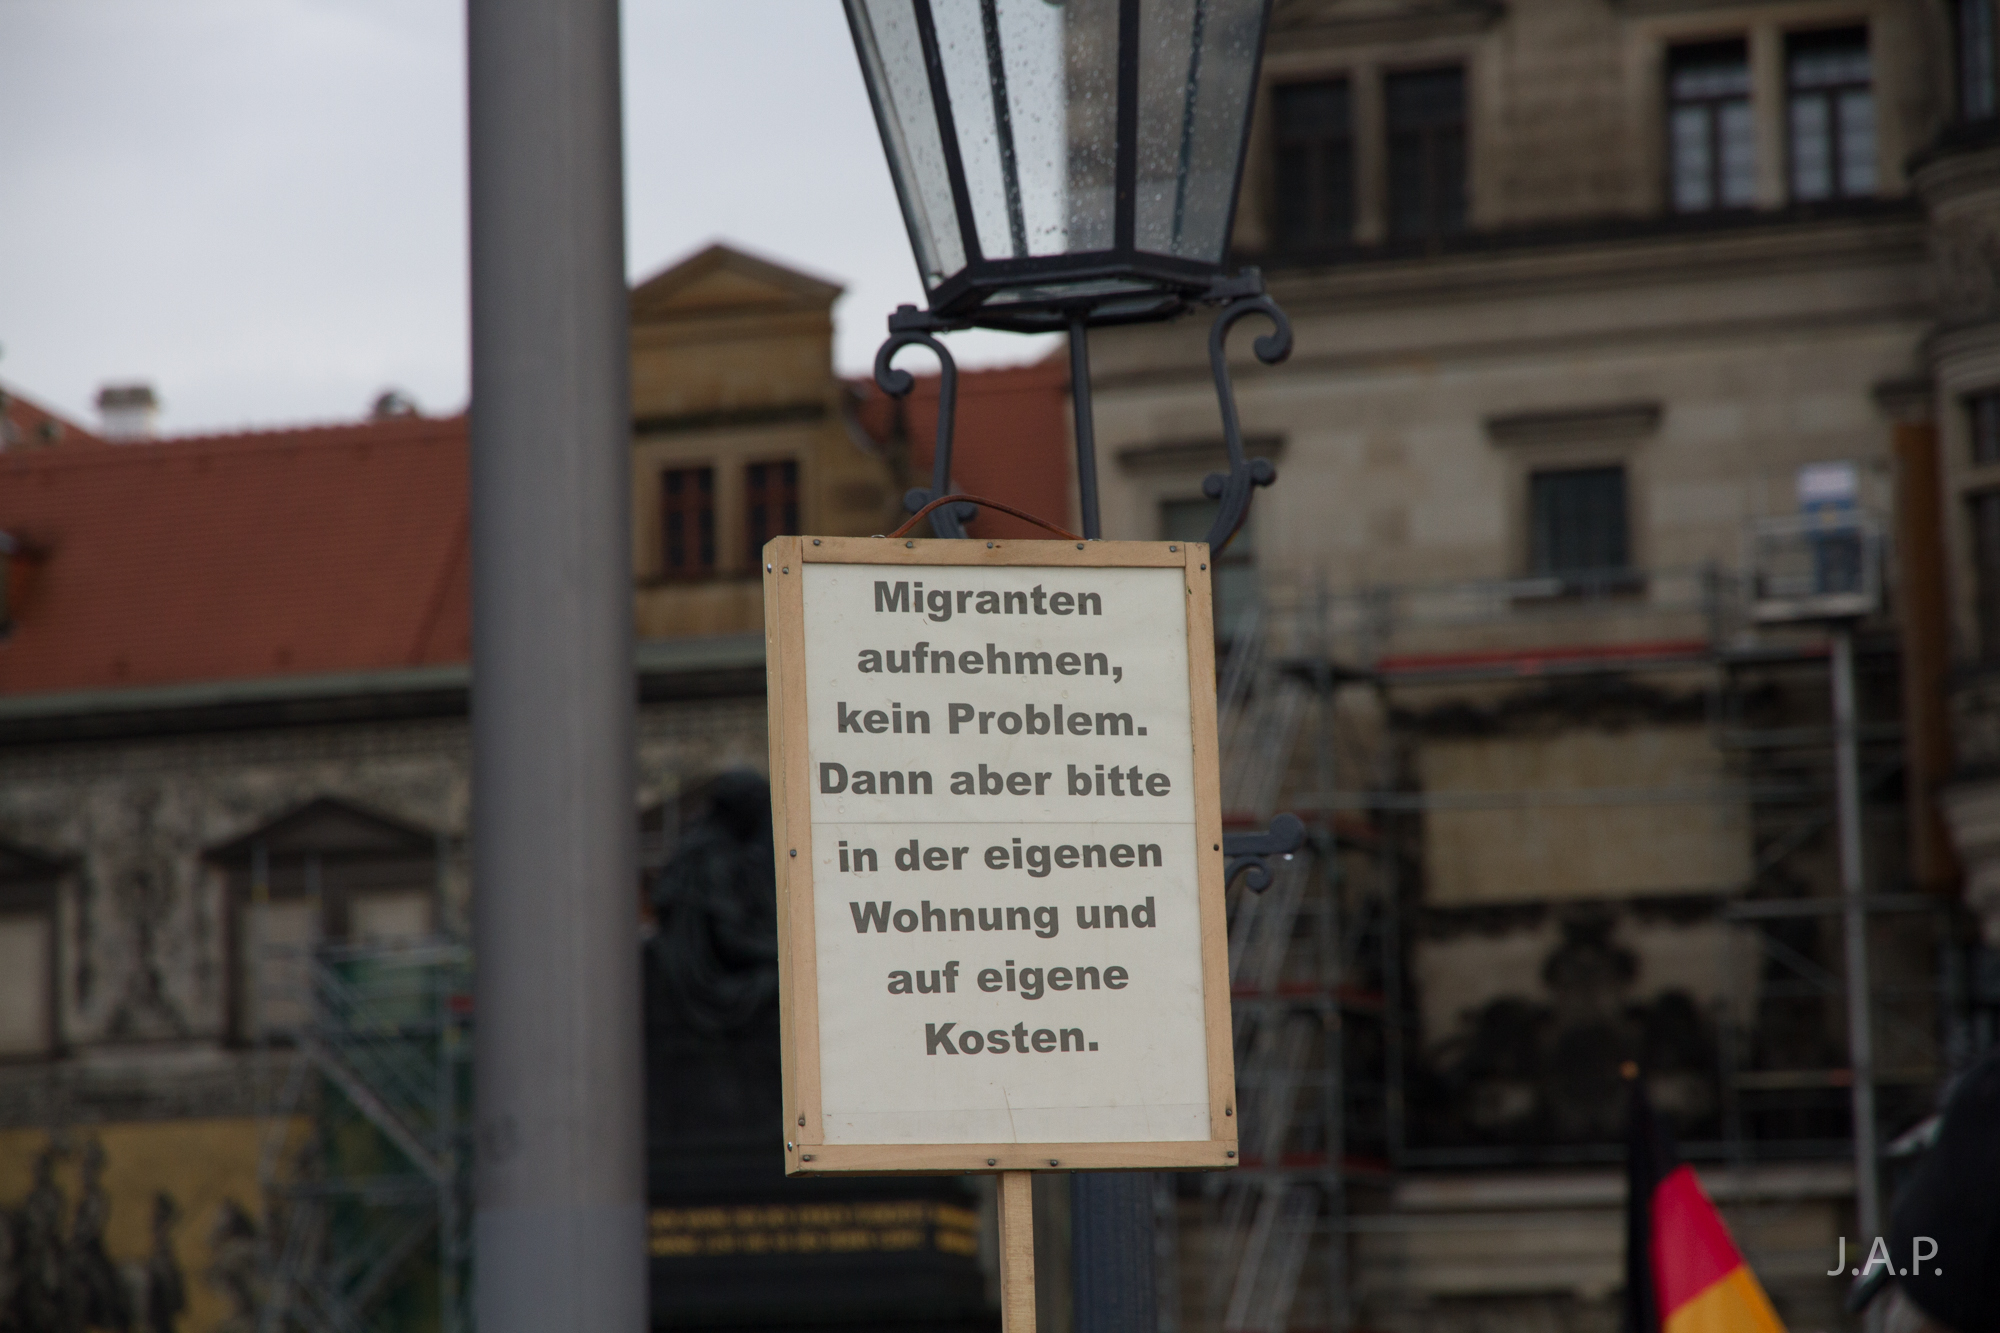 Migranten
aufnehmen,
kein Problem.
Dann aber bitte
in der eigenen
Wohnung und
auf eigene
Kosten.
J.A.P.